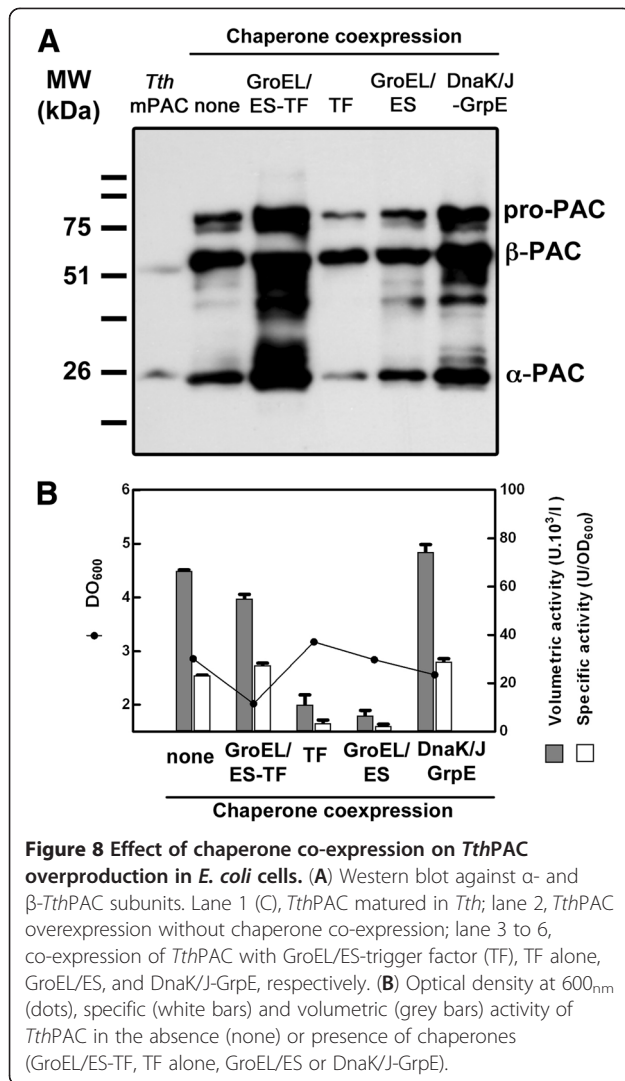 A
Chaperone coexpression
MW (kDa)
Tth mPAC
none
GroEL/ES-TF
TF
GroEL/ES
DnaK/J-GrpE
75
51
26
pro-PAC
β-PAC
α-PAC
B
DO600
6
5
4
3
2
100
80
60
40
20
0
Volumetric activity (U.10³/l)
Specific activity (U/OD600)
none
GroEL/ES-TF
TF
GroEL/ES
DnaK/J GrpE
Chaperone coexpression
Figure 8 Effect of chaperone co-expression on TthPAC
overproduction in E. coli cells. (A) Western blot against α- and
β-TthPAC subunits. Lane 1 (C), TthPAC matured in Tth; lane 2, TthPAC
overexpression without chaperone co-expression; lane 3 to 6,
co-expression of TthPAC with GroEL/ES-trigger factor (TF), TF alone,
GroEL/ES, and DnaK/J-GrpE, respectively. (B) Optical density at 600nm
(dots), specific (white bars) and volumetric (grey bars) activity of
TthPAC in the absence (none) or presence of chaperones
(GroEL/ES-TF, TF alone, GroEL/ES or DnaK/J-GrpE).